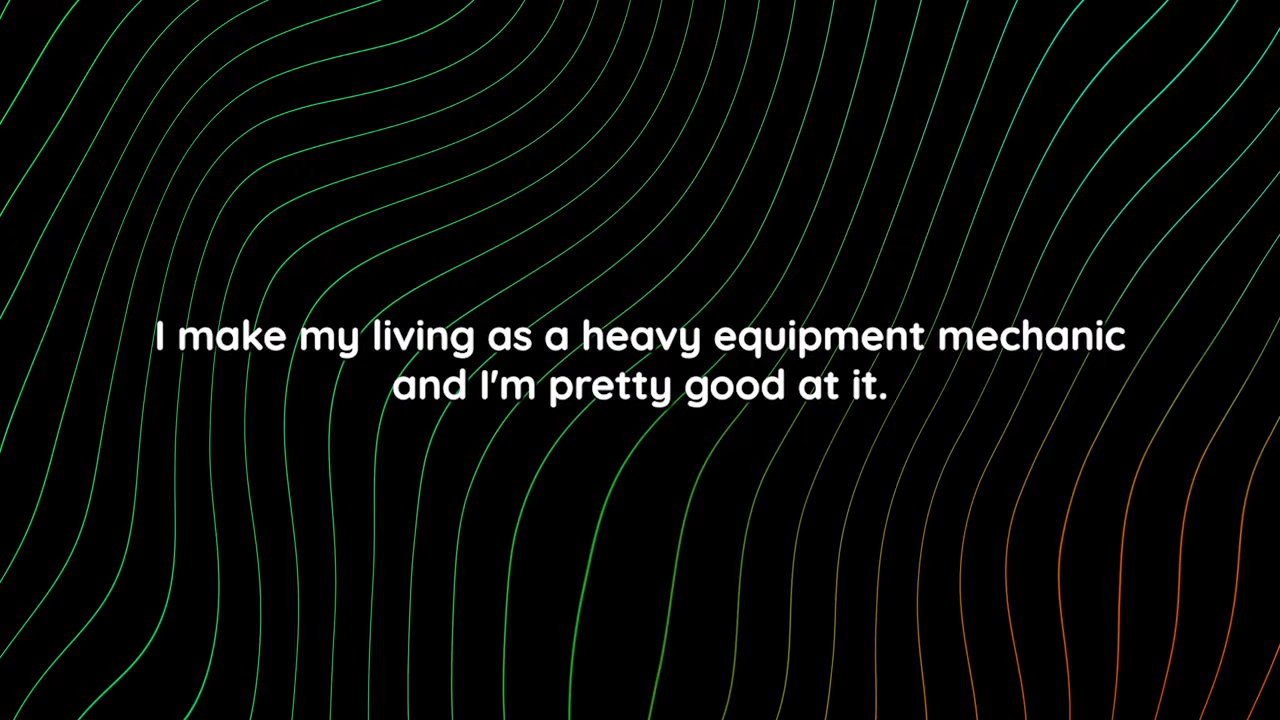 I make my living as a heavy equipment mechanic
and I'm pretty good at it.